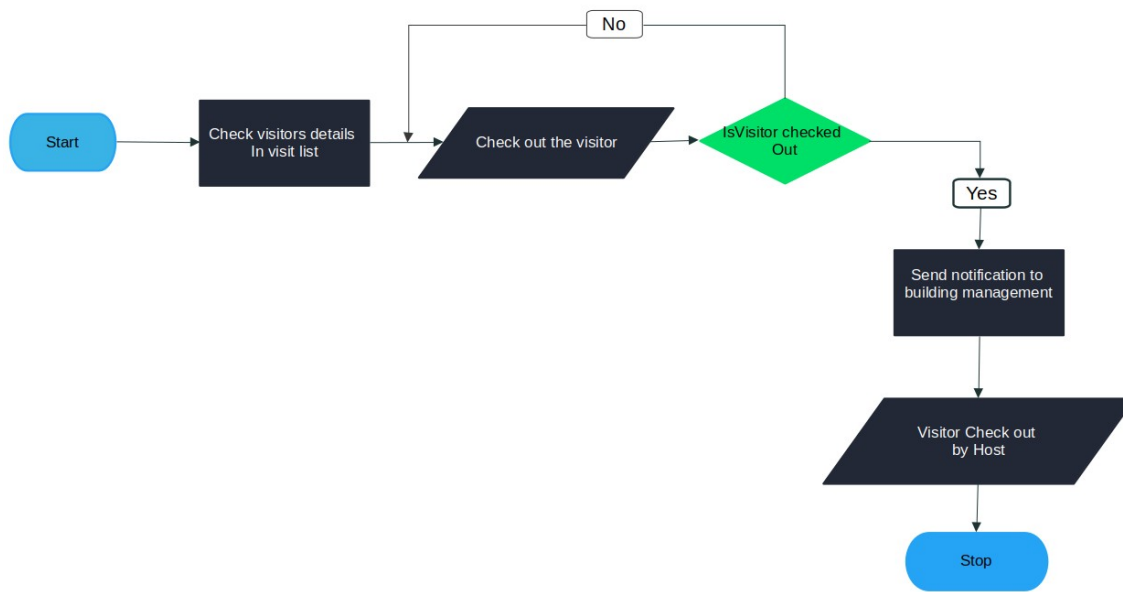 No
Start
Check visitors details
In visit list
Check out the visitor
IsVisitor checked
Out
Yes
Send notification to
building management
Visitor Check out
by Host
Stop